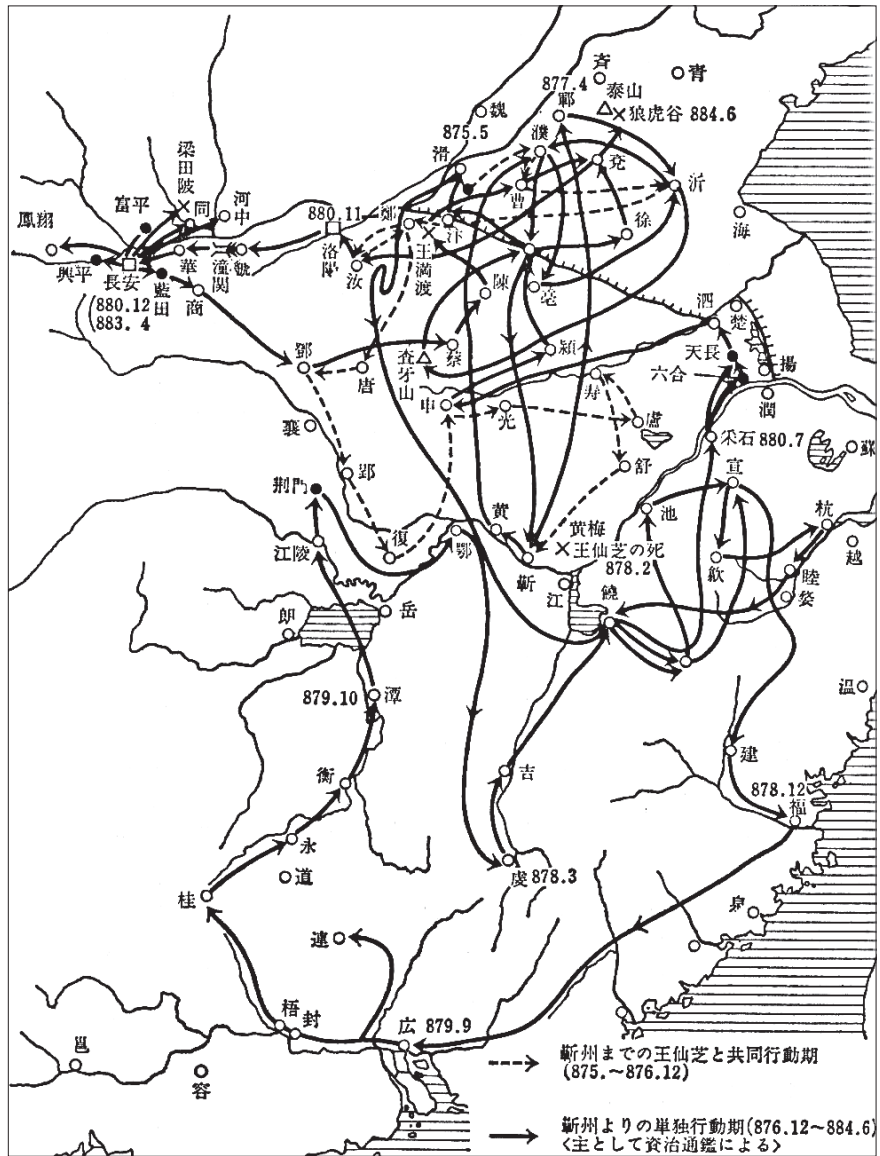 斉
青
877.4
鄆
泰山
狼虎谷 884.6
魏
875.5
濮
滑
兗
曹
沂
梁田陂
同
河中
富平
鳳翔
880.11
鄭
汴
王満渡
徐
海
洛陽
汝
興平
長安
華
潼関
虢
藍田
商
880.12
883.4
陳
亳
泗
楚
鄧
唐
査牙山
蔡
潁
天長
六合
揚
潤
寿
申
光
廬
襄
采石 880.7
蘇
舒
宣
郢
荆門
池
杭
復
鄂
黄
黄梅
王仙芝の死
878.2
蘄
江
越
江陵
歙
睦
婺
饒
朗
岳
879.10
潭
温
建
衡
吉
878.12
福
永
道
虔 878.3
桂
連
泉
梧
封
広 879.9
邕
容
蘄州までの王仙芝と共同行動期
(875.～876.12)
蘄州よりの単独行動期(876.12～884.6)
<主として資治通鑑による>